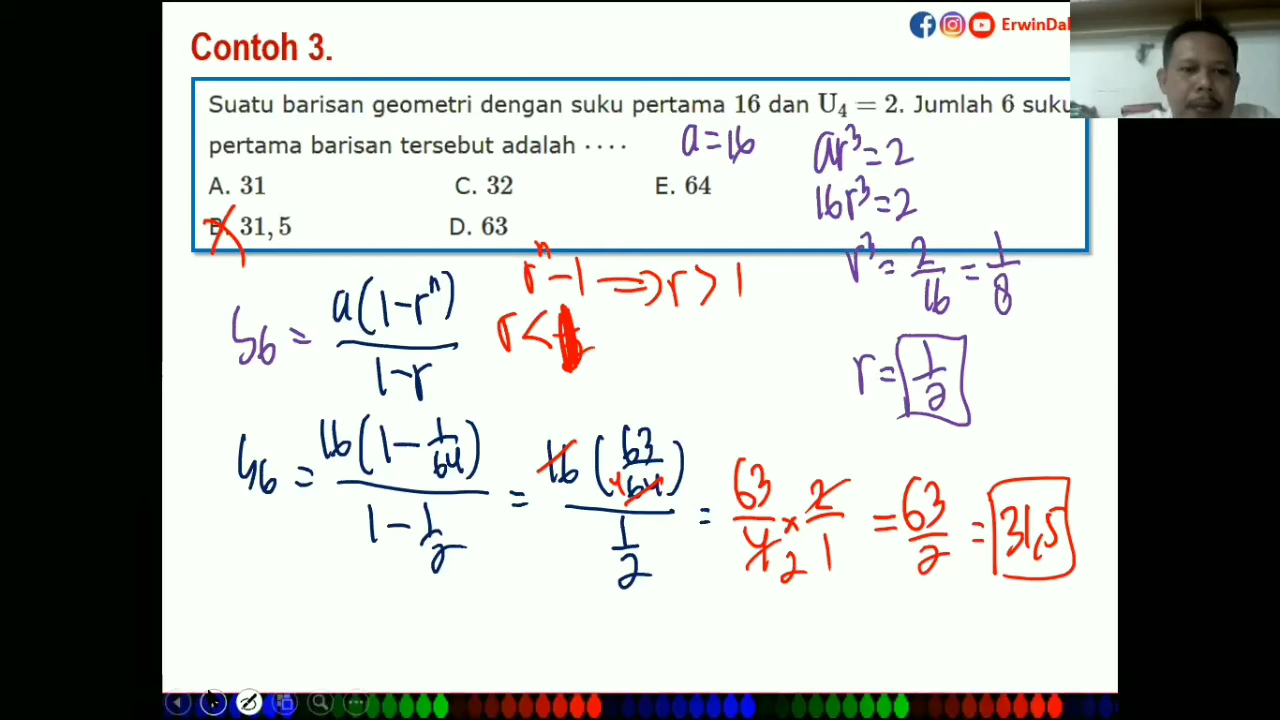 Contoh 3.
ErwinDal
Suatu barisan geometri dengan suku pertama 16 dan U₄ = 2. Jumlah 6 suku
pertama barisan tersebut adalah ····
a = 16
ar³ = 2
16r³ = 2
A. 31
C. 32
E. 64
B. 31, 5
D. 63
r³ = 2/16 = 1/8
r = 1/2
rⁿ - 1 ⟹ r > 1
r <
S6 = a(1 - rⁿ) / 1 - r
S6 = 16(1 - 1/64) / 1 - 1/2 = 16(63/64) / 1/2 = 63/4 × 2/1 = 63/2 = 31,5
4
2